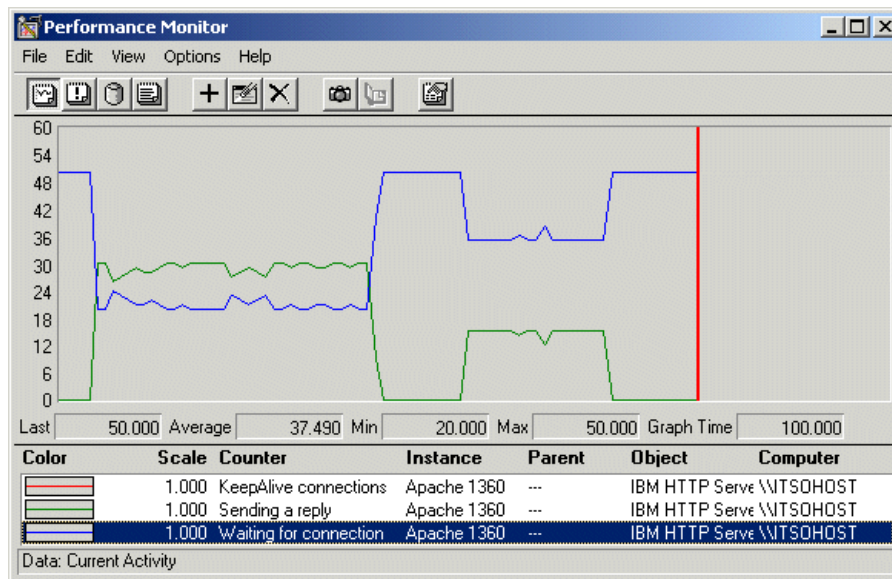 Performance Monitor
File Edit View Options Help
60
54
48
42
36
30
24
18
12
6
0
Last 50.000 Average 37.490 Min 20.000 Max 50.000 Graph Time 100.000
Color Scale Counter Instance Parent Object Computer
1.000 KeepAlive connections Apache 1360 --- IBM HTTP Serve \\ITSOHOST
1.000 Sending a reply Apache 1360 --- IBM HTTP Serve \\ITSOHOST
1.000 Waiting for connection Apache 1360 --- IBM HTTP Serve \\ITSOHOST
Data: Current Activity